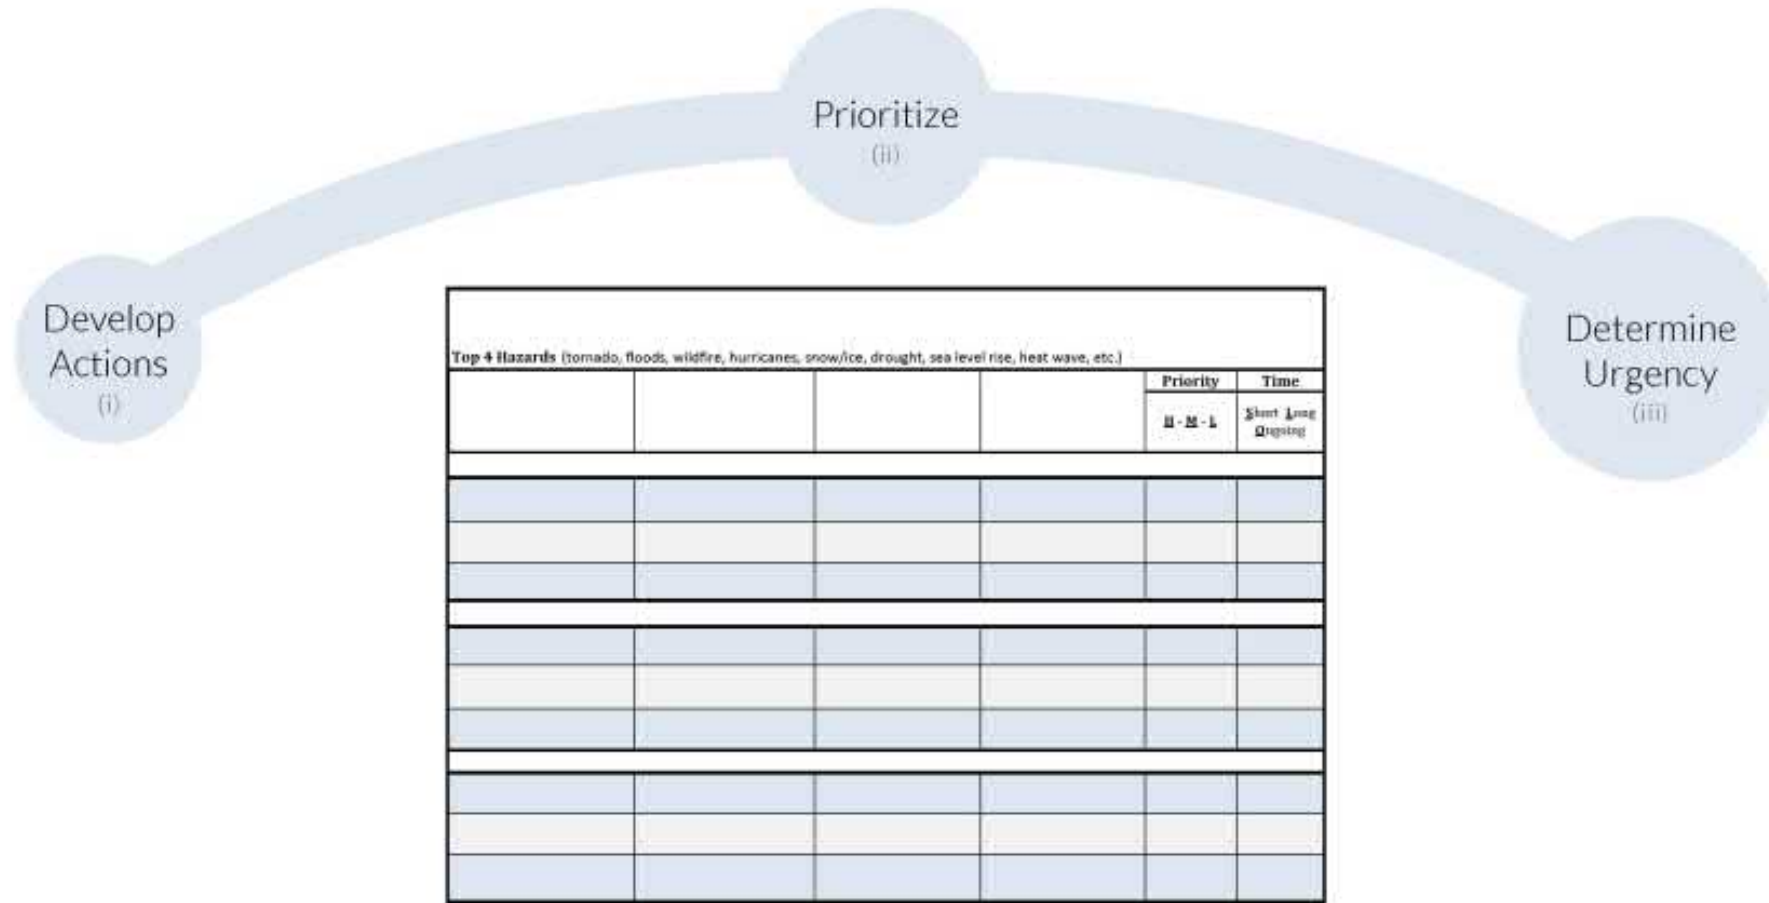 Prioritize
(ii)
Develop
Actions
(i)
Determine
Urgency
(iii)
Top 4 Hazards (tornado, floods, wildfire, hurricanes, snow/ice, drought, sea level rise, heat wave, etc.)
Priority
Time
H - M - L
Short Long
Ongoing